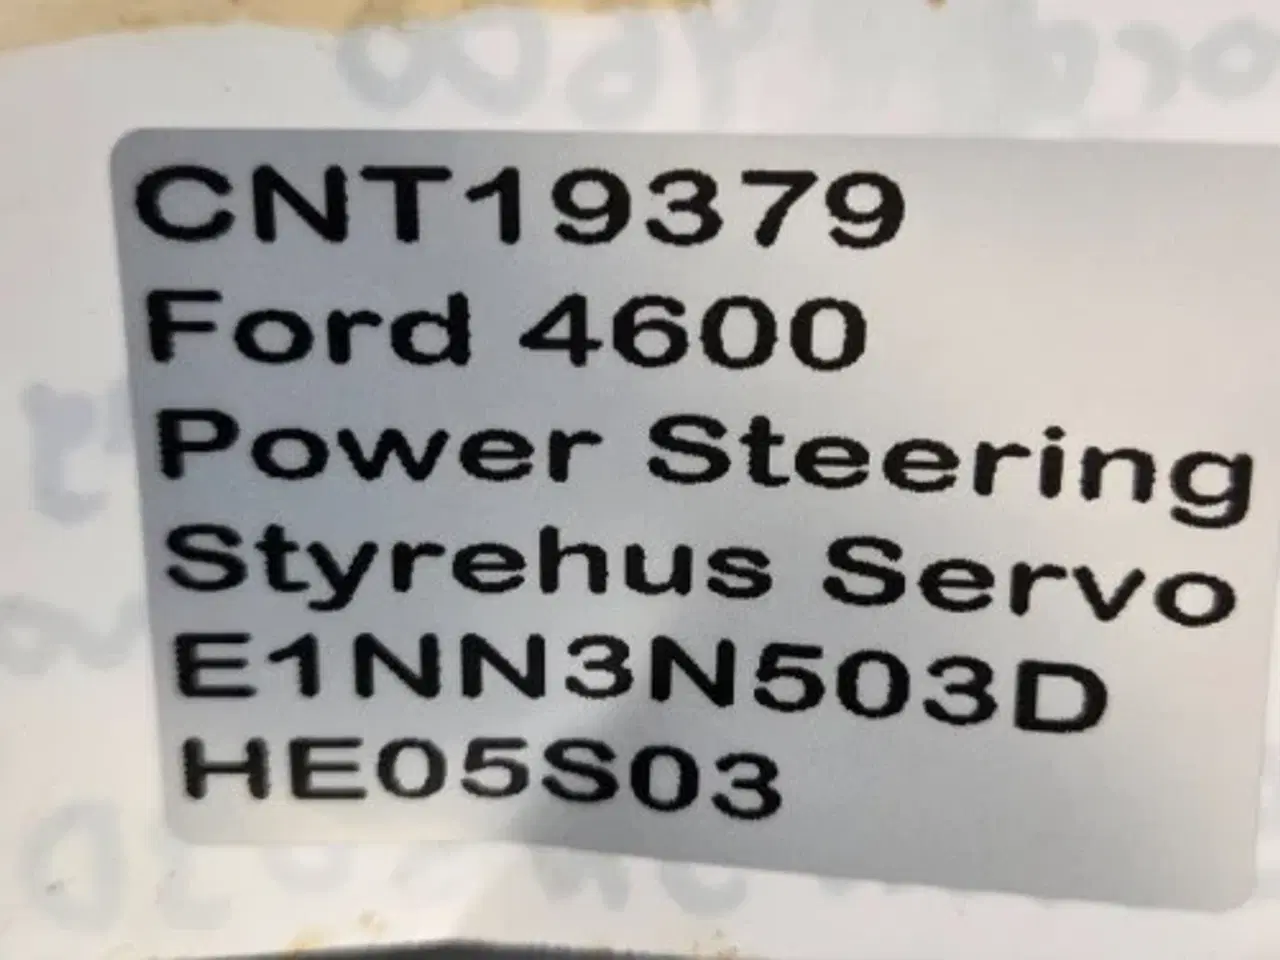 CNT19379
Ford 4600
Power Steering
Styrehus Servo
E1NN3N503D
HE05S03